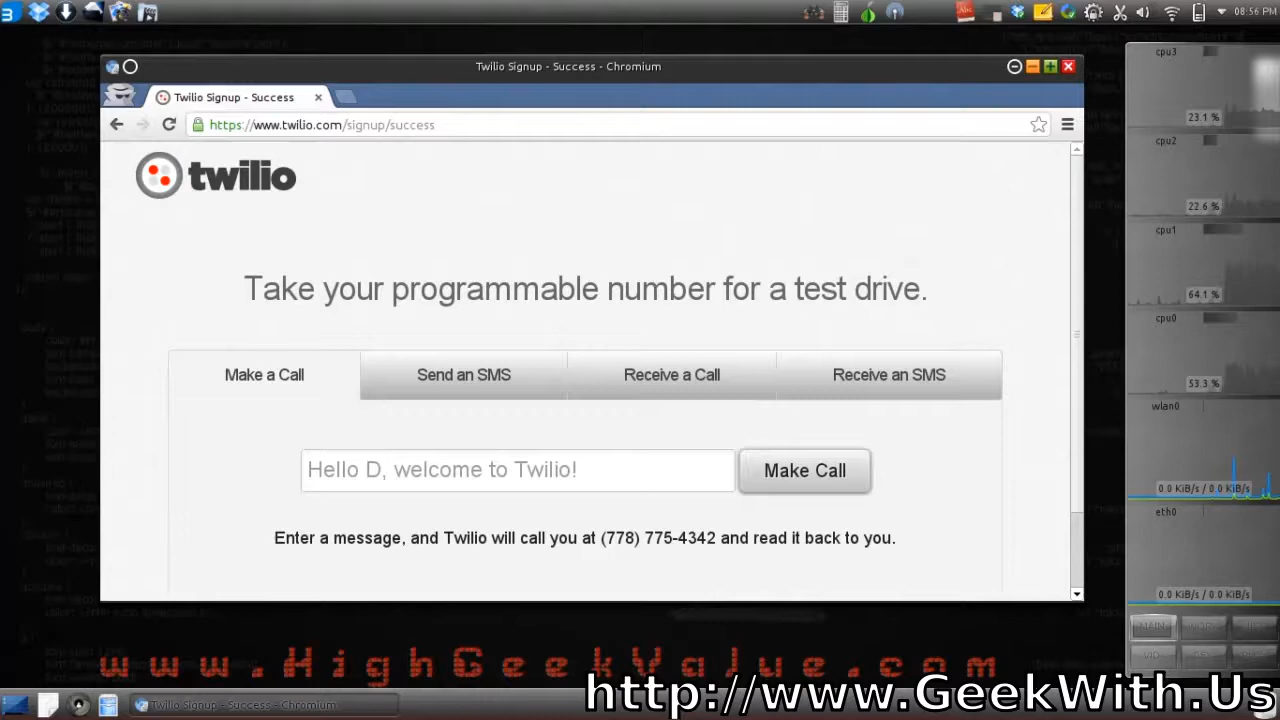 08:56 PM
Twilio Signup - Success - Chromium
Twilio Signup - Success
https://www.twilio.com/signup/success
twilio
Take your programmable number for a test drive.
Make a Call
Send an SMS
Receive a Call
Receive an SMS
Hello D, welcome to Twilio!
Make Call
Enter a message, and Twilio will call you at (778) 775-4342 and read it back to you.
cpu3
23.1 %
cpu2
22.6 %
cpu1
64.1 %
cpu0
53.3 %
wlan0
0.0 KiB/s / 0.0 KiB/s
eth0
0.0 KiB/s / 0.0 KiB/s
MAIN
VID
www.HighGeekValue.com
Twilio Signup - Success - Chromium
http://www.GeekWith.Us